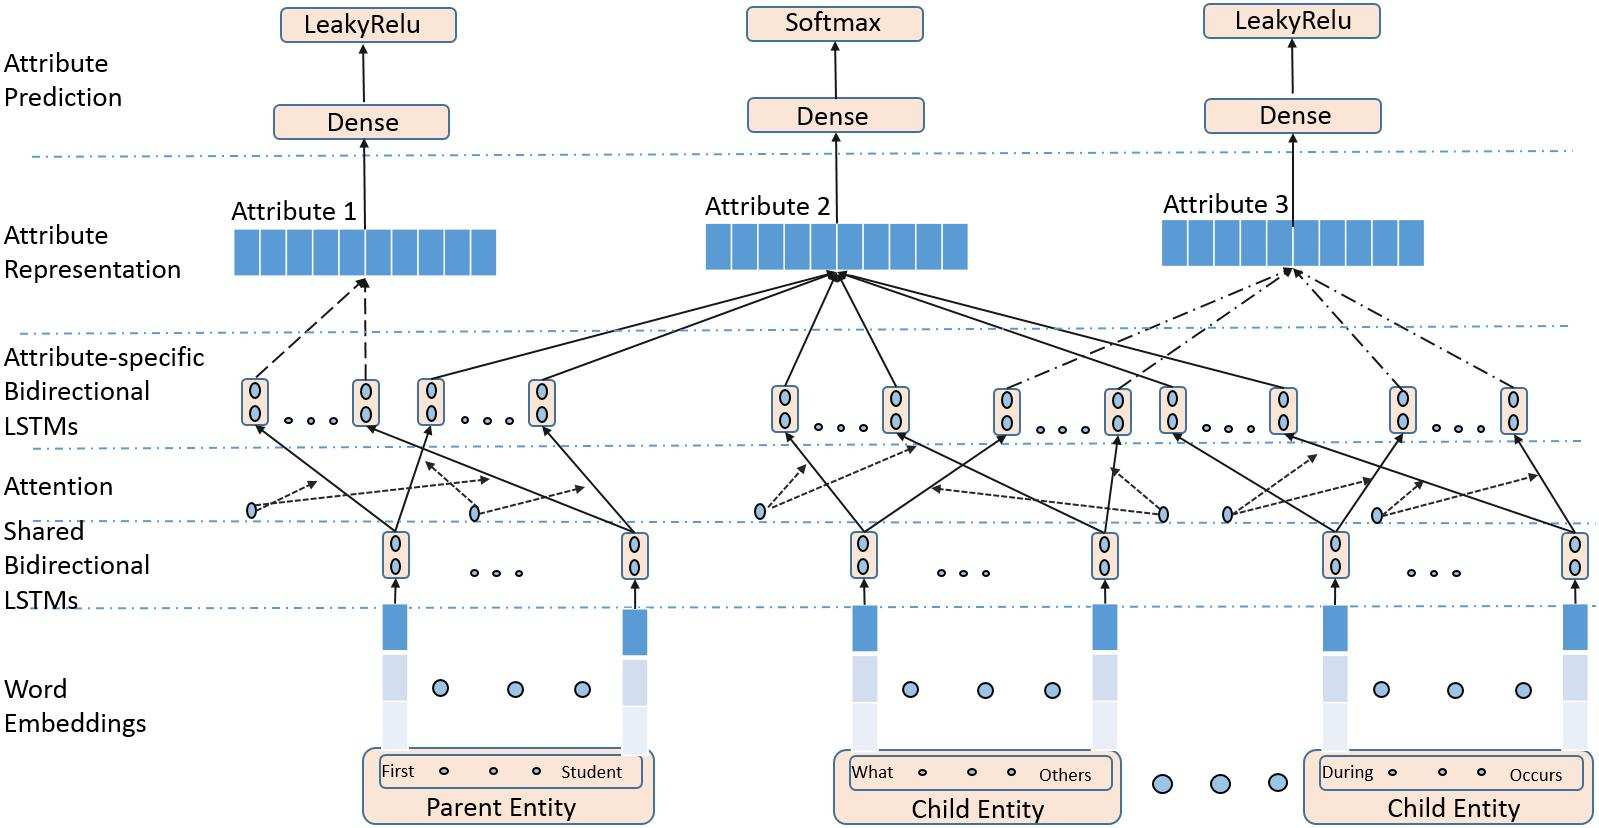 LeakyRelu
Softmax
LeakyRelu
Attribute
Prediction
Dense
Dense
Dense
Attribute 1
Attribute 2
Attribute 3
Attribute
Representation
Attribute-specific
Bidirectional
LSTMs
Attention
Shared
Bidirectional
LSTMs
Word
Embeddings
First
Student
Parent Entity
What
Others
Child Entity
During
Occurs
Child Entity